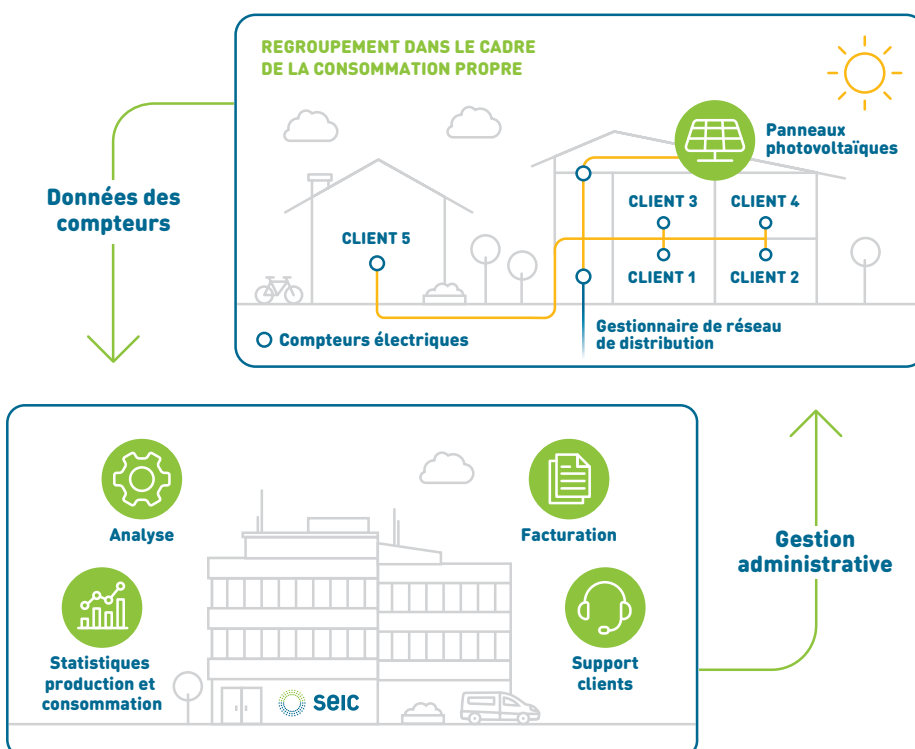 REGROUPEMENT DANS LE CADRE
DE LA CONSOMMATION PROPRE
Panneaux
photovoltaïques
Données des
compteurs
CLIENT 3
CLIENT 4
CLIENT 5
CLIENT 1
CLIENT 2
Compteurs électriques
Gestionnaire de réseau
de distribution
Analyse
Facturation
Gestion
administrative
Statistiques
production et
consommation
Support
clients
seic